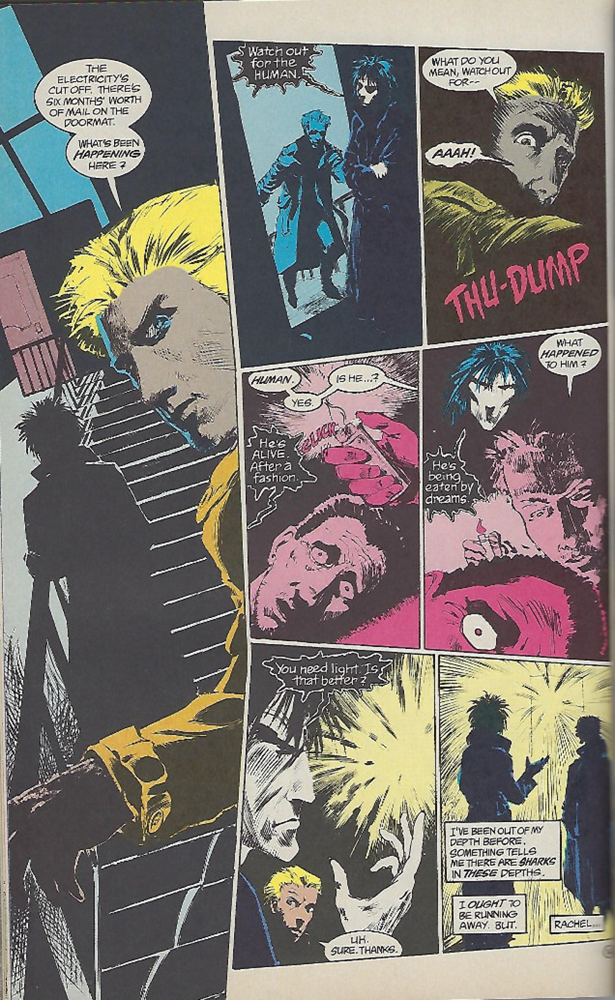 THE
ELECTRICITY'S
CUT OFF. THERE'S
SIX MONTHS' WORTH
OF MAIL ON THE
DOORMAT.
WHAT'S BEEN
HAPPENING
HERE?
Watch out
for the
HUMAN.
WHAT DO YOU
MEAN, WATCH OUT
FOR--
AAAH!
THU-DUMP
HUMAN.
IS HE...?
YES.
CLICK
He's
ALIVE.
After a
fashion.
WHAT
HAPPENED
TO HIM?
He's
being
eaten by
dreams.
You need light. Is
that better?
UH.
SURE. THANKS.
I'VE BEEN OUT OF MY
DEPTH BEFORE.
SOMETHING TELLS
ME THERE ARE SHARKS
IN THESE DEPTHS.
I OUGHT TO
BE RUNNING
AWAY. BUT.
RACHEL...